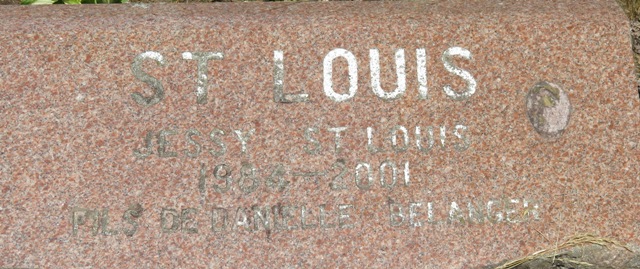 ST LOUIS
JESSY ST LOUIS
1984-2001
FILS DE DANIELLE BELANGER